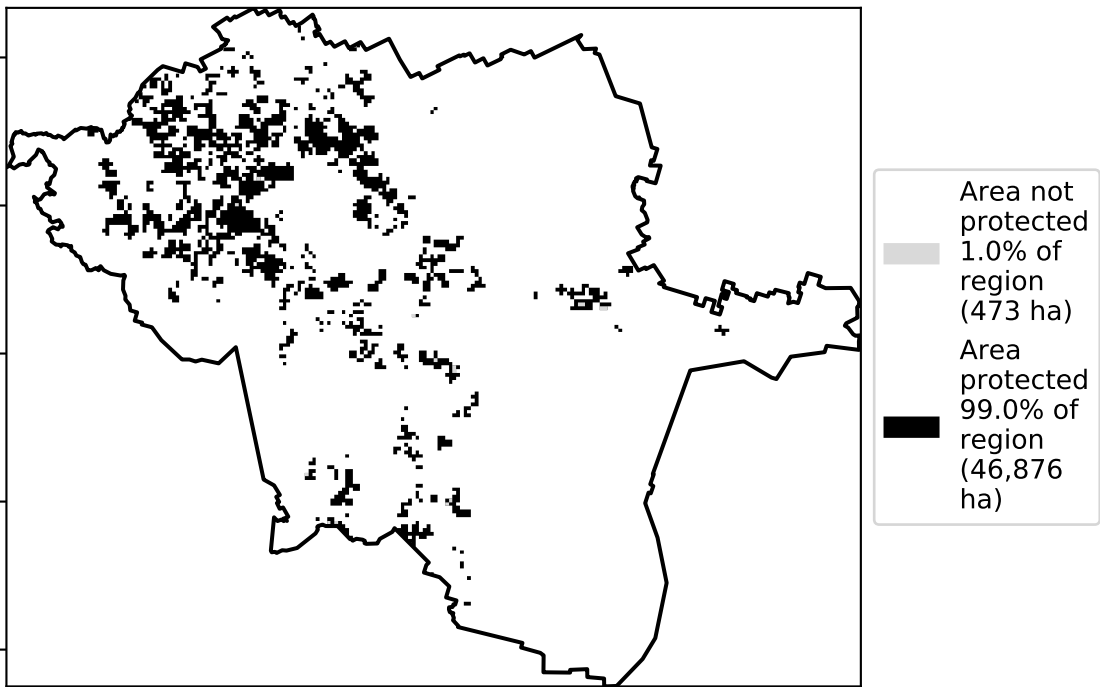 Area not
protected
1.0% of
region
(473 ha)
Area
protected
99.0% of
region
(46,876
ha)